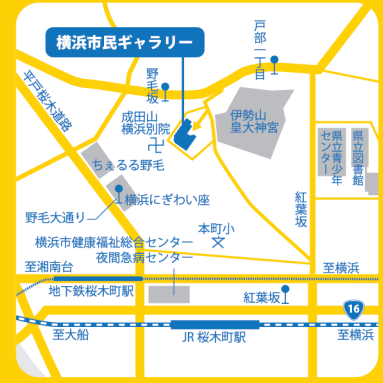 横浜市民ギャラリー
戸部一丁目
野毛坂
平戸桜木道路
成田山
横浜別院
卍
伊勢山
皇大神宮
県立青少年
センター
県立図書館
ちぇるる野毛
横浜にぎわい座
紅葉坂
野毛大通り
本町小
文
横浜市健康福祉総合センター
夜間急病センター
至湘南台
至横浜
地下鉄桜木町駅
紅葉坂
16
至大船
JR 桜木町駅
至横浜